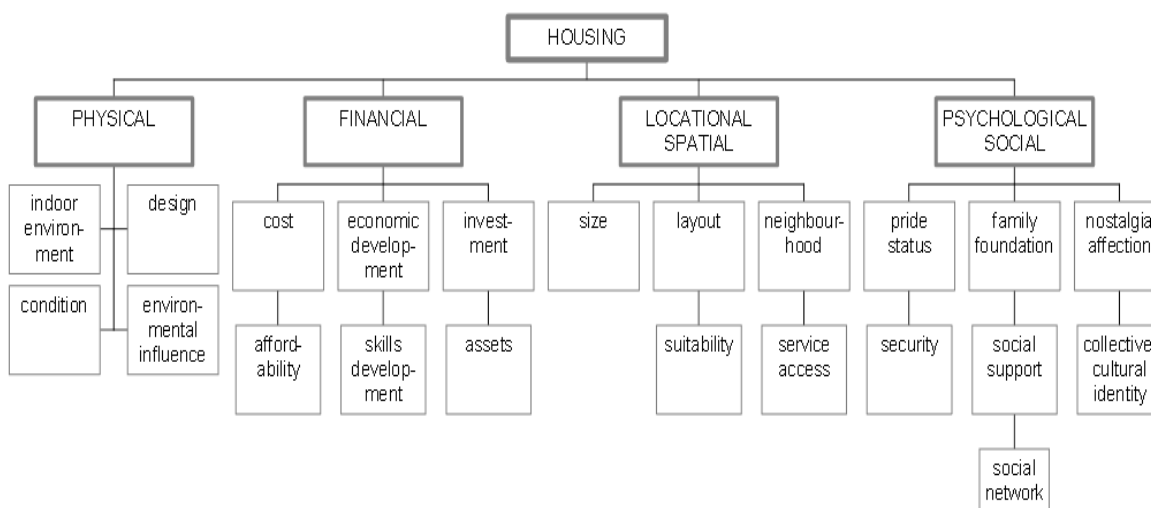 HOUSING
PHYSICAL
FINANCIAL
LOCATIONAL
SPATIAL
PSYCHOLOGICAL
SOCIAL
indoor
environ-
ment
design
condition
environ-
mental
influence
cost
economic
develop-
ment
invest-
ment
afford-
ability
skills
develop-
ment
assets
size
layout
neighbour-
hood
suitability
service
access
pride
status
family
foundation
nostalgia
affection
security
social
support
collective
cultural
identity
social
network